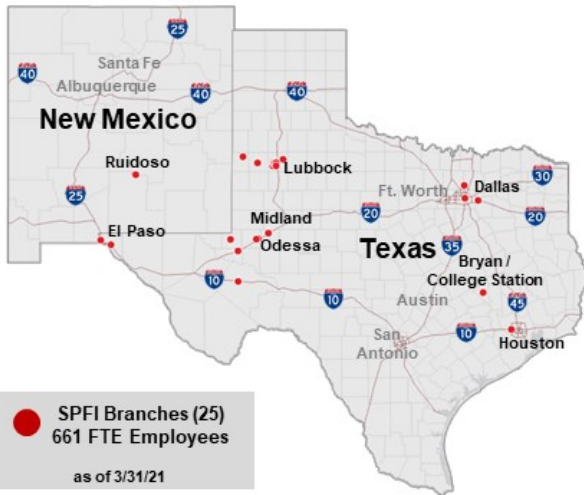 25
Santa Fe
40
Albuquerque
40
40
New Mexico
Ruidoso
Lubbock
30
Ft. Worth
Dallas
25
20
20
Midland
El Paso
Odessa
Texas
35
Bryan /
College Station
10
10
Austin
45
San
Antonio
10
Houston
SPFI Branches (25)
661 FTE Employees
as of 3/31/21